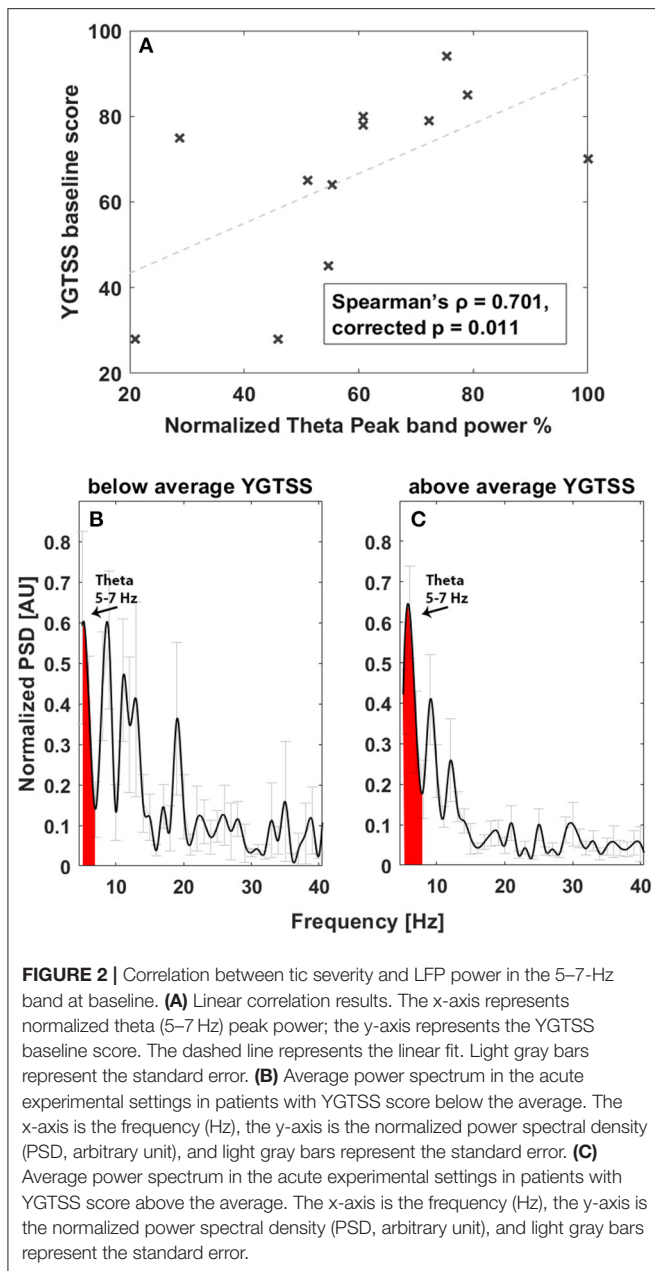 A
100
80
60
40
20
YGTSS baseline score
Spearman's ρ = 0.701,
corrected p = 0.011
20 40 60 80 100
Normalized Theta Peak band power %
below average YGTSS
B
0.8
0.7
0.6
0.5
0.4
0.3
0.2
0.1
0
Normalized PSD [AU]
Theta
5-7 Hz
10 20 30 40
above average YGTSS
C
0.8
0.7
0.6
0.5
0.4
0.3
0.2
0.1
0
Theta
5-7 Hz
10 20 30 40
Frequency [Hz]
FIGURE 2 | Correlation between tic severity and LFP power in the 5–7-Hz
band at baseline. (A) Linear correlation results. The x-axis represents
normalized theta (5–7 Hz) peak power; the y-axis represents the YGTSS
baseline score. The dashed line represents the linear fit. Light gray bars
represent the standard error. (B) Average power spectrum in the acute
experimental settings in patients with YGTSS score below the average. The
x-axis is the frequency (Hz), the y-axis is the normalized power spectral density
(PSD, arbitrary unit), and light gray bars represent the standard error. (C)
Average power spectrum in the acute experimental settings in patients with
YGTSS score above the average. The x-axis is the frequency (Hz), the y-axis is
the normalized power spectral density (PSD, arbitrary unit), and light gray bars
represent the standard error.